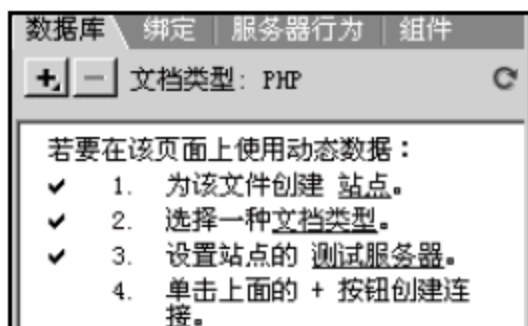 数据库 绑定 服务器行为 组件
+ - 文档类型: PHP
若要在该页面上使用动态数据：
✔ 1. 为该文件创建 站点。
✔ 2. 选择一种文档类型。
✔ 3. 设置站点的 测试服务器。
4. 单击上面的 + 按钮创建连
接。